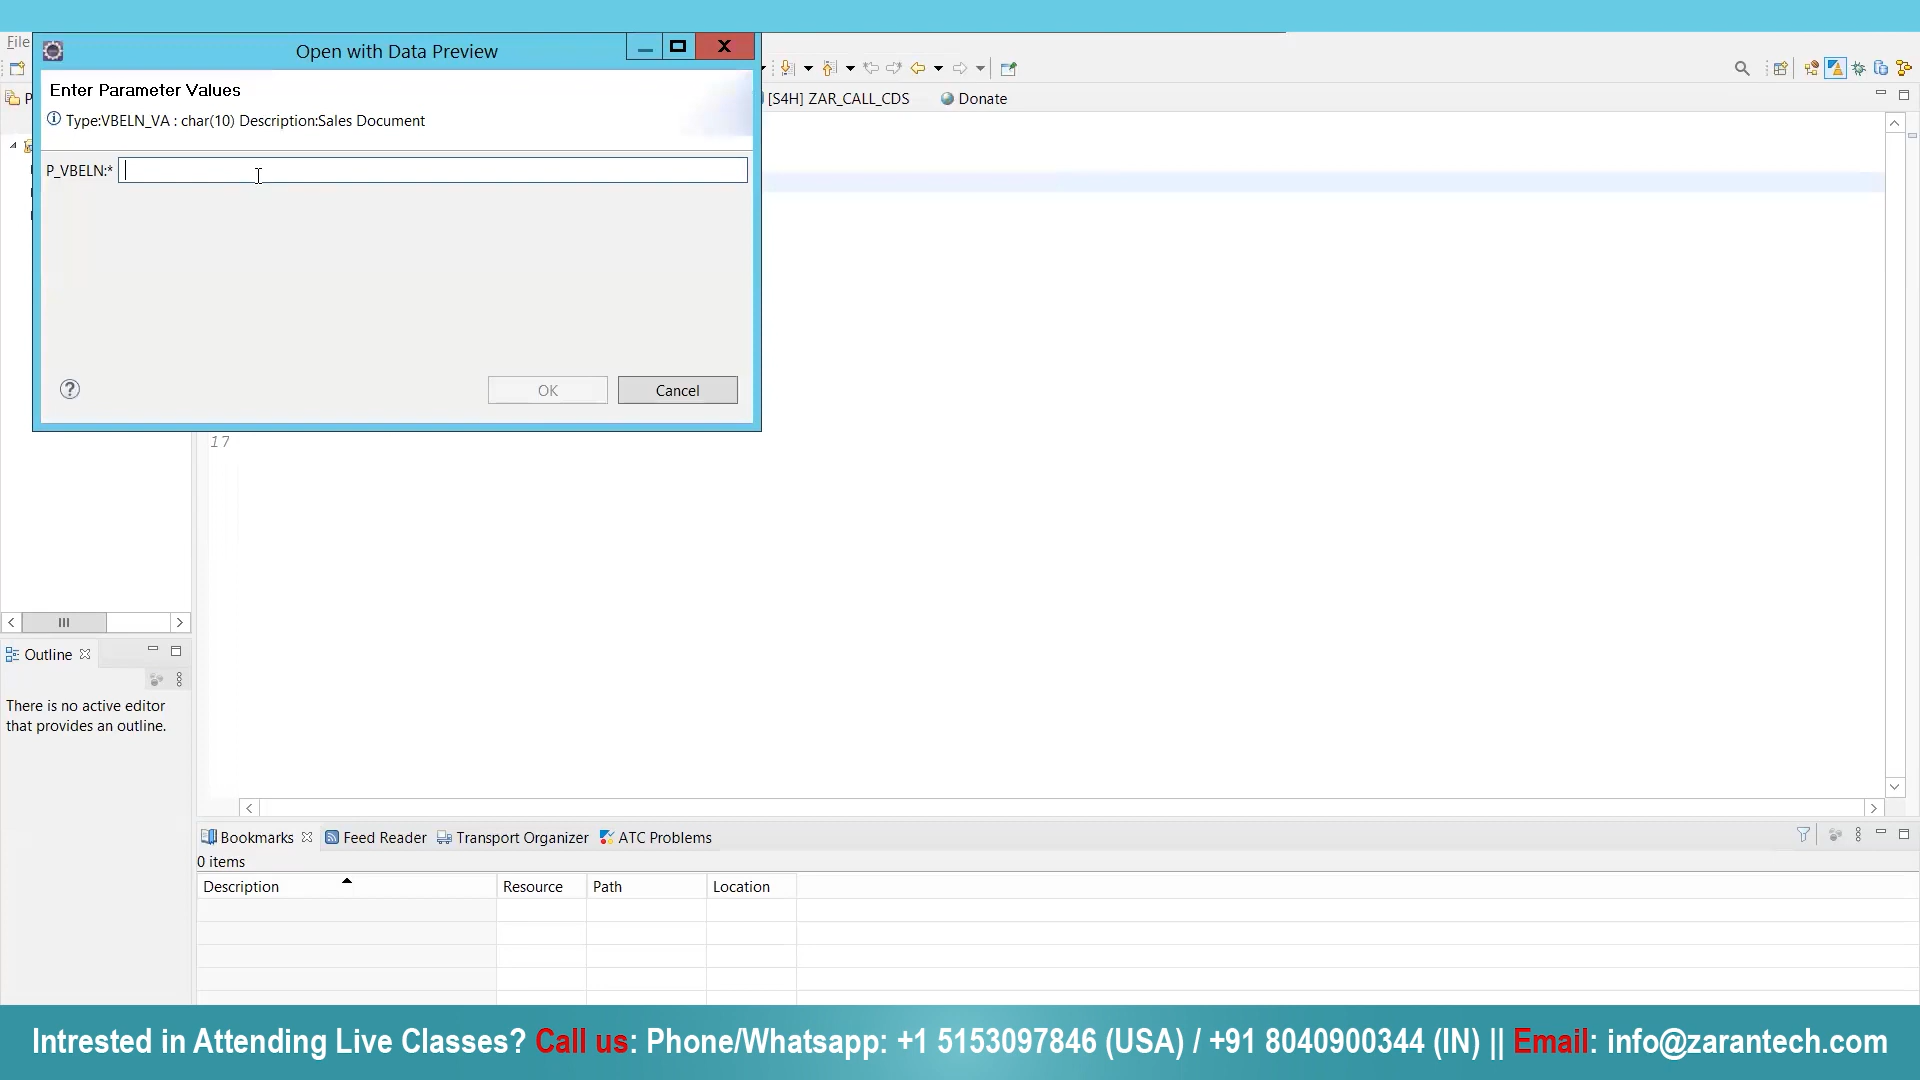 File
Open with Data Preview
Enter Parameter Values
Type:VBELN_VA : char(10) Description:Sales Document
P_VBELN:*
OK
Cancel
[S4H] ZAR_CALL_CDS
Donate
17
Outline
There is no active editor
that provides an outline.
Bookmarks
Feed Reader
Transport Organizer
ATC Problems
0 items
Description
Resource
Path
Location
Intrested in Attending Live Classes? Call us: Phone/Whatsapp: +1 5153097846 (USA) / +91 8040900344 (IN) || Email: info@zarantech.com